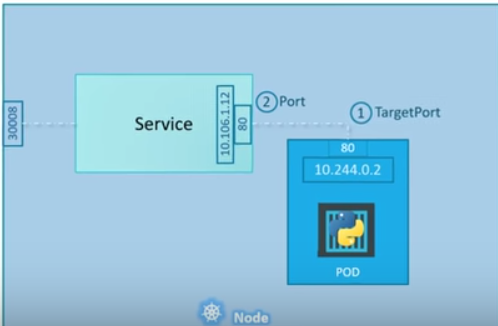 30008
Service
10.106.1.12
80
2 Port
1 TargetPort
80
10.244.0.2
POD
Node